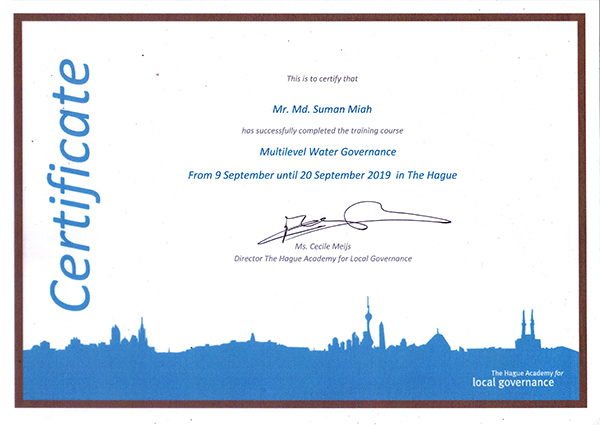 Certificate
This is to certify that
Mr. Md. Suman Miah
has successfully completed the training course
Multilevel Water Governance
From 9 September until 20 September 2019 in The Hague
Ms. Cecile Meijs
Director The Hague Academy for Local Governance
The Hague Academy for
local governance